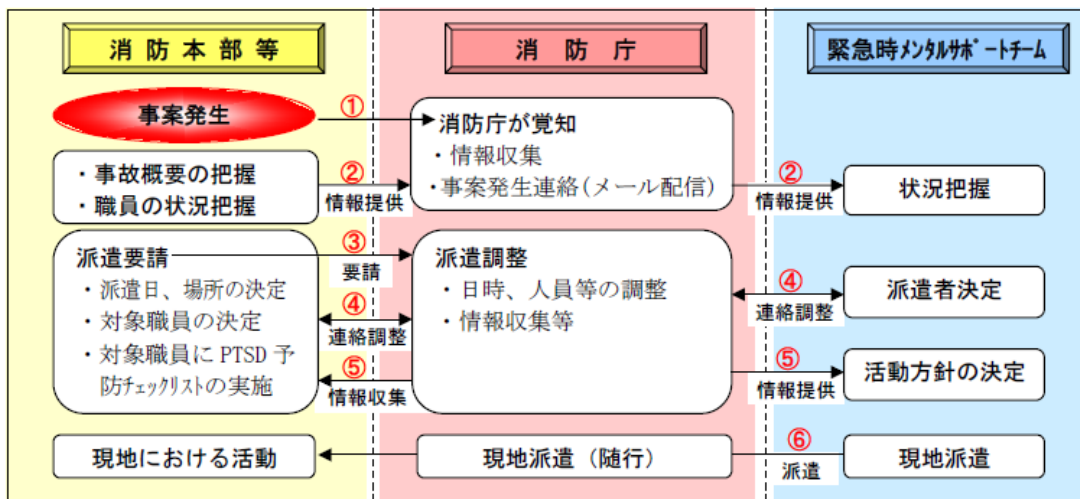 消防本部等
消防庁
緊急時ﾒﾝﾀﾙｻﾎﾟｰﾄﾁｰﾑ
事案発生
①
消防庁が覚知
・情報収集
・事案発生連絡(メール配信)
・事故概要の把握
・職員の状況把握
②
情報提供
②
情報提供
状況把握
派遣要請
・派遣日、場所の決定
・対象職員の決定
・対象職員に PTSD 予
防ﾁｪｯｸﾘｽﾄの実施
③
要請
④
連絡調整
⑤
情報収集
派遣調整
・日時、人員等の調整
・情報収集等
④
連絡調整
派遣者決定
⑤
情報提供
活動方針の決定
現地における活動
現地派遣（随行）
⑥
派遣
現地派遣